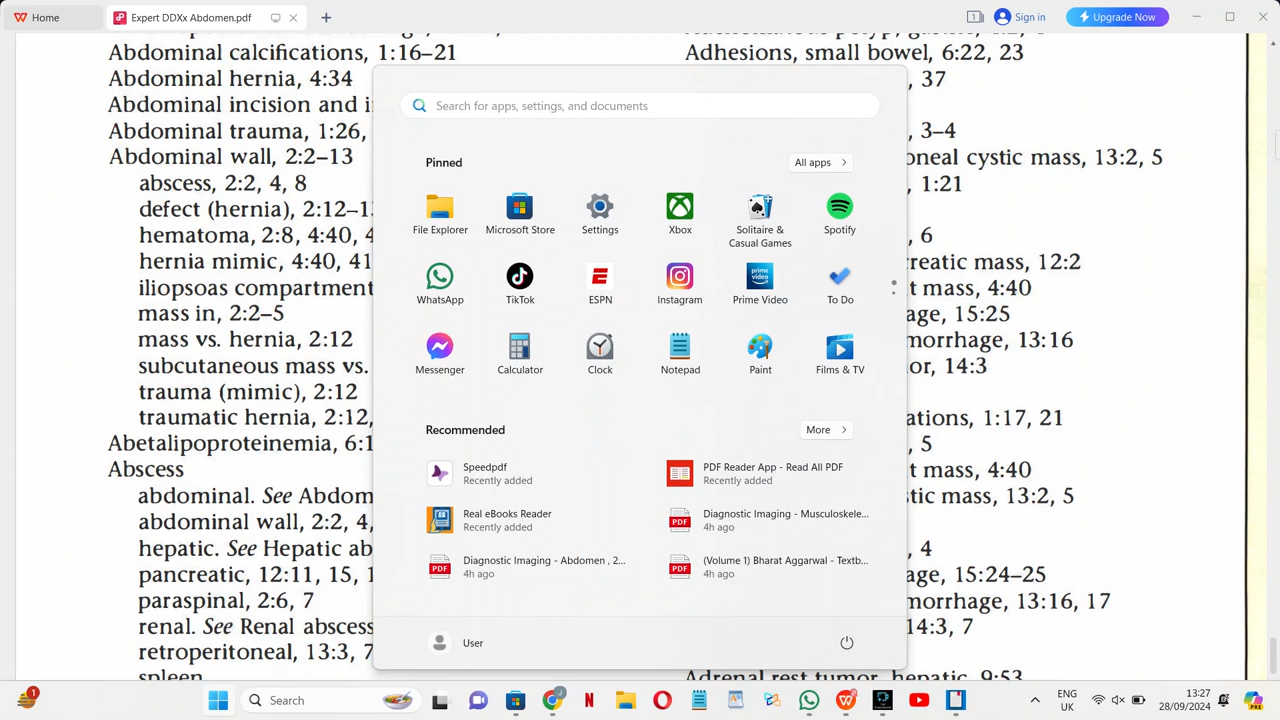 Home
Expert DDXx Abdomen.pdf
1
Sign in
Upgrade Now
Abdominal calcifications, 1:16–21
Abdominal hernia, 4:34
Abdominal incision and in
Abdominal trauma, 1:26,
Abdominal wall, 2:2–13
abscess, 2:2, 4, 8
defect (hernia), 2:12–1
hematoma, 2:8, 4:40, 4
hernia mimic, 4:40, 41
iliopsoas compartment
mass in, 2:2–5
mass vs. hernia, 2:12
subcutaneous mass vs.
trauma (mimic), 2:12
traumatic hernia, 2:12,
Abetalipoproteinemia, 6:1
Abscess
abdominal. See Abdom
abdominal wall, 2:2, 4,
hepatic. See Hepatic ab
pancreatic, 12:11, 15, 1
paraspinal, 2:6, 7
renal. See Renal abscess
retroperitoneal, 13:3, 7
spleen
Search for apps, settings, and documents
Pinned
All apps
File Explorer
Microsoft Store
Settings
Xbox
Solitaire &
Casual Games
Spotify
WhatsApp
TikTok
ESPN
Instagram
Prime Video
To Do
Messenger
Calculator
Clock
Notepad
Paint
Films & TV
Recommended
More
Speedpdf
Recently added
PDF Reader App - Read All PDF
Recently added
Real eBooks Reader
Recently added
Diagnostic Imaging - Musculoskele...
4h ago
Diagnostic Imaging - Abdomen , 2...
4h ago
(Volume 1) Bharat Aggarwal - Textb...
4h ago
User
Adhesions, small bowel, 6:22, 23
37
, 3–4
oneal cystic mass, 13:2, 5
, 1:21
, 6
creatic mass, 12:2
t mass, 4:40
age, 15:25
morrhage, 13:16
or, 14:3
ations, 1:17, 21
, 5
t mass, 4:40
stic mass, 13:2, 5
, 4
age, 15:24–25
morrhage, 13:16, 17
14:3, 7
Adrenal rest tumor, hepatic, 9:53
1
Search
ENG
UK
13:27
28/09/2024